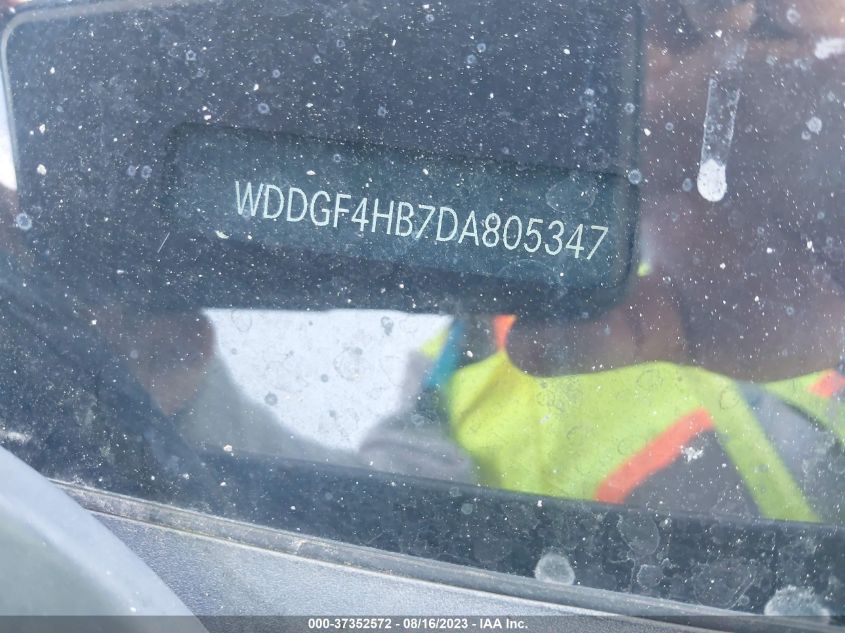 WDDGF4HB7DA805347
000-37352572 / 08/16/2023 / IAA Inc.